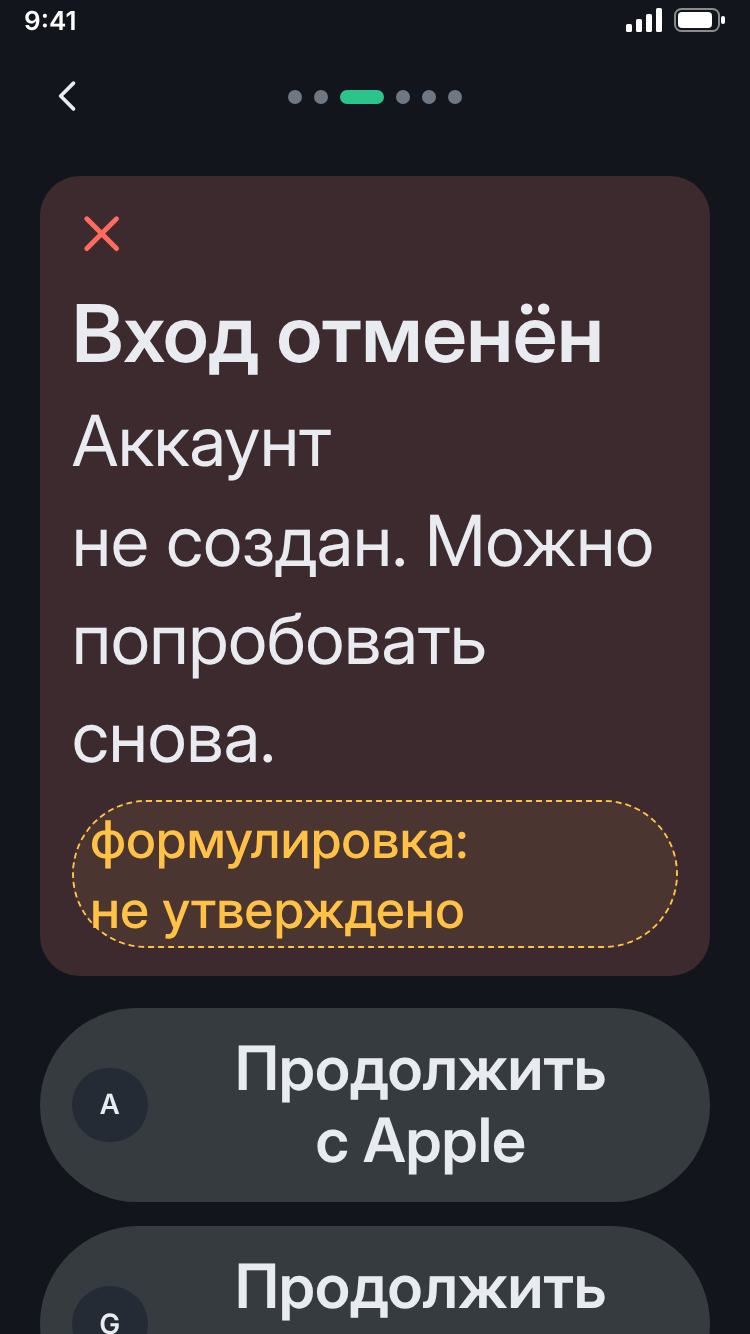 9:41
Вход отменён
Аккаунт
не создан. Можно
попробовать
снова.
формулировка:
не утверждено
A
Продолжить
с Apple
G
Продолжить